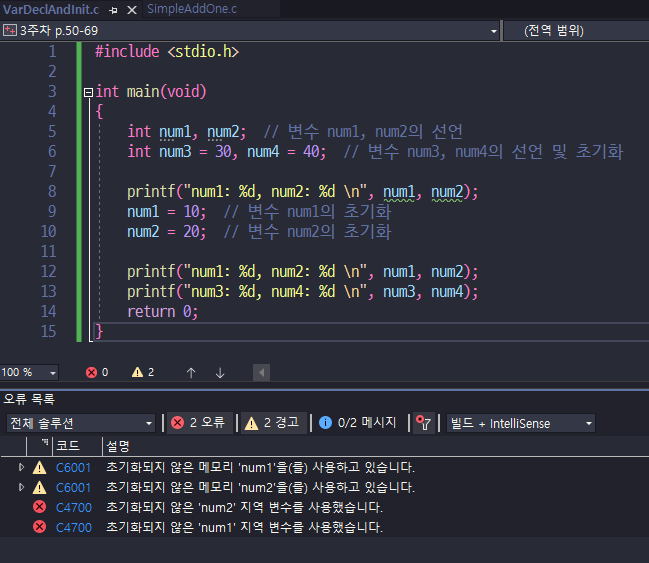 VarDeclAndInit.c SimpleAddOne.c
3주차 p.50-69 (전역 범위)
1 #include <stdio.h>
2
3 int main(void)
4 {
5 int num1, num2; // 변수 num1, num2의 선언
6 int num3 = 30, num4 = 40; // 변수 num3, num4의 선언 및 초기화
7
8 printf("num1: %d, num2: %d \n", num1, num2);
9 num1 = 10; // 변수 num1의 초기화
10 num2 = 20; // 변수 num2의 초기화
11
12 printf("num1: %d, num2: %d \n", num1, num2);
13 printf("num3: %d, num4: %d \n", num3, num4);
14 return 0;
15 }
100 % 0 2
오류 목록
전체 솔루션 2 오류 2 경고 0/2 메시지 빌드 + IntelliSense
코드 설명
C6001 초기화되지 않은 메모리 'num1'을(를) 사용하고 있습니다.
C6001 초기화되지 않은 메모리 'num2'을(를) 사용하고 있습니다.
C4700 초기화되지 않은 'num2' 지역 변수를 사용했습니다.
C4700 초기화되지 않은 'num1' 지역 변수를 사용했습니다.